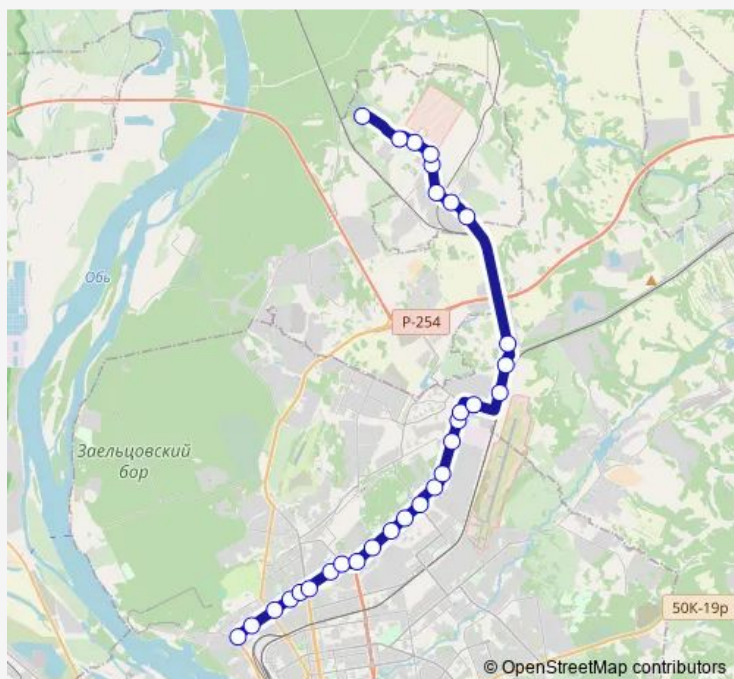 Обь
Р-254
Заельцовский
бор
50К-19р
© OpenStreetMap contributors